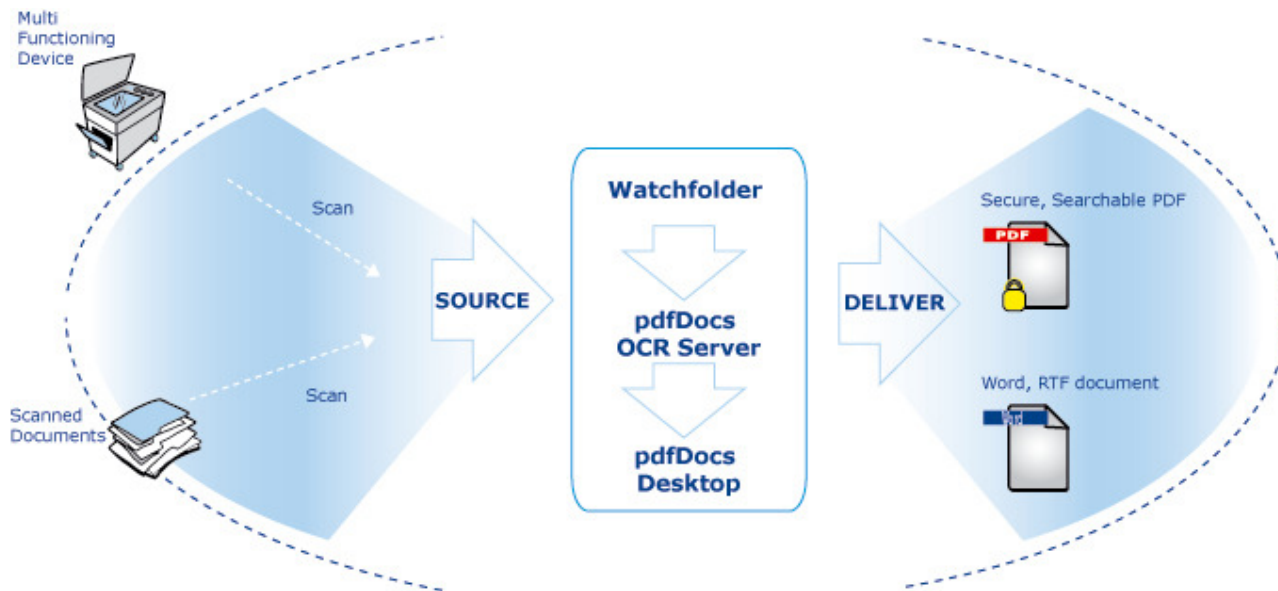 Multi
Functioning
Device
Scan
Scan
Scanned
Documents
SOURCE
Watchfolder
pdfDocs
OCR Server
pdfDocs
Desktop
DELIVER
Secure, Searchable PDF
PDF
Word, RTF document